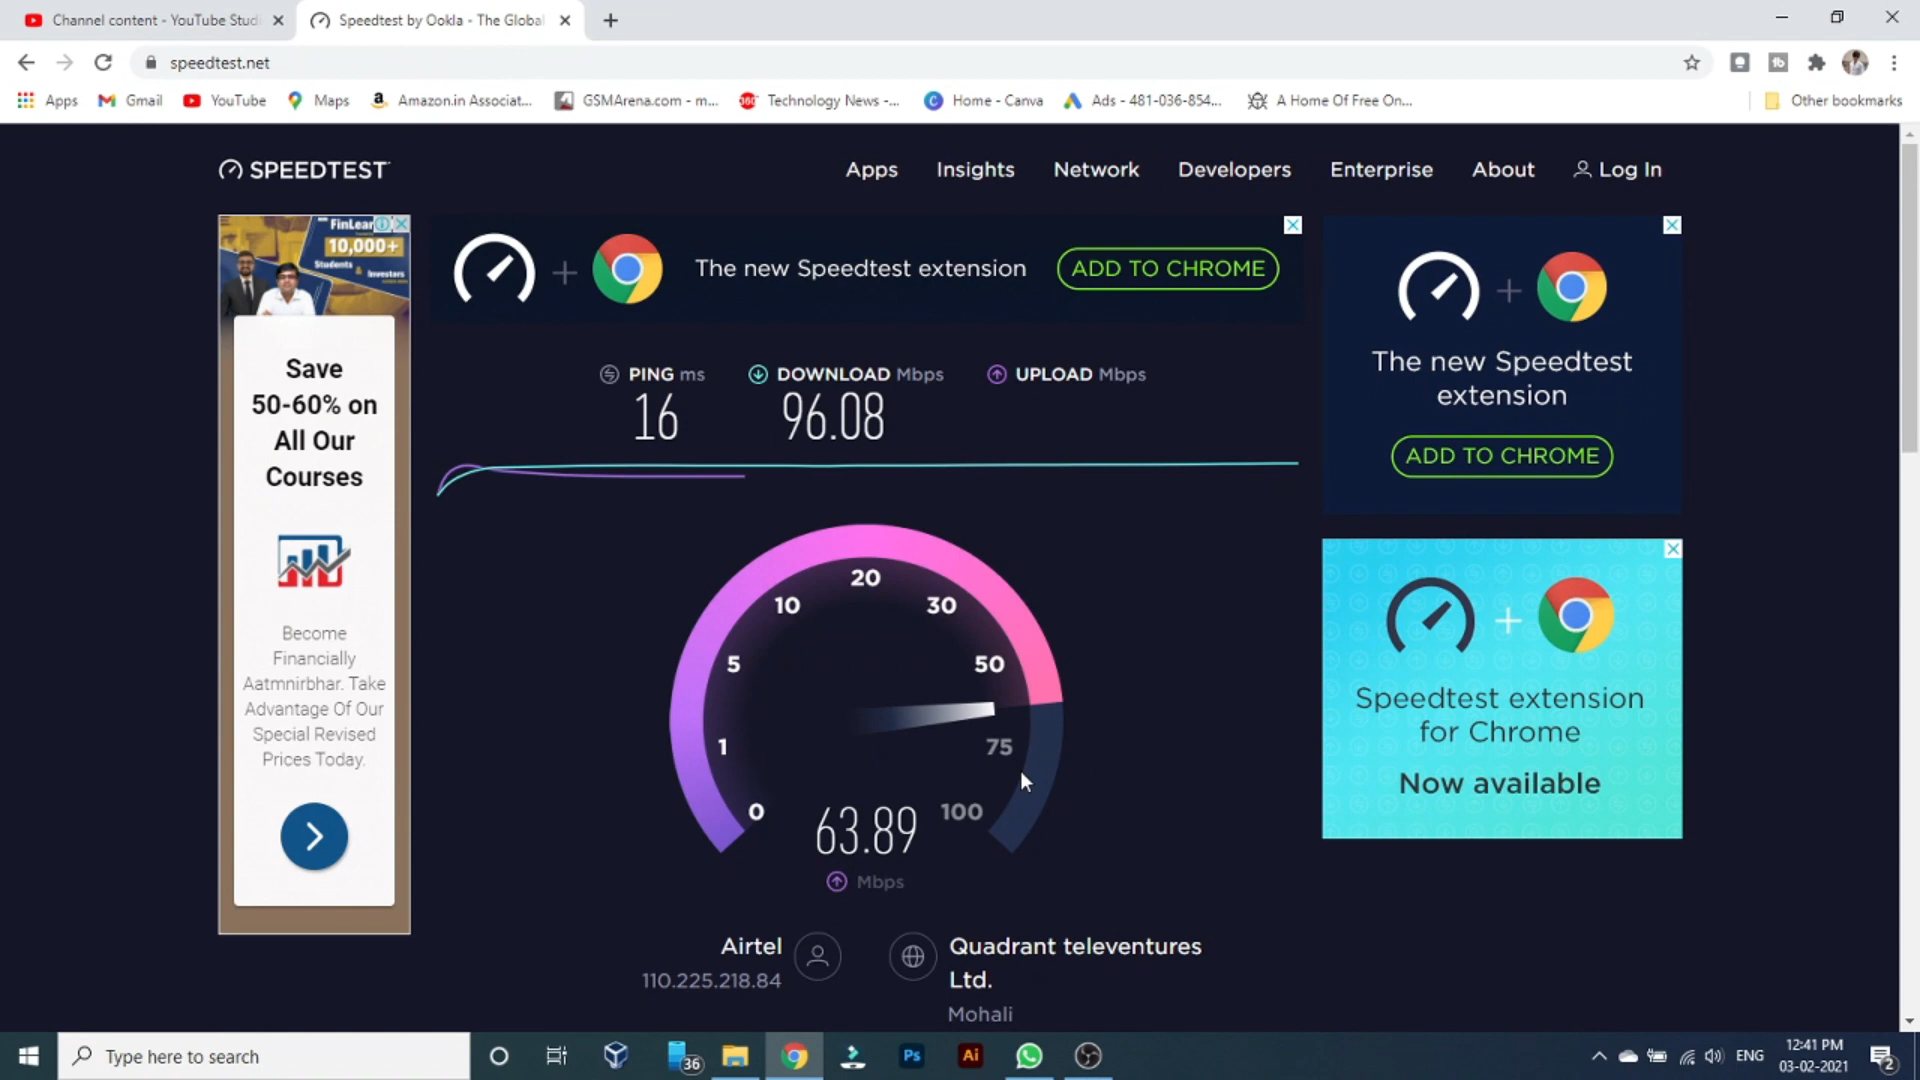 Channel content - YouTube Studi
Speedtest by Ookla - The Global
speedtest.net
Apps
Gmail
YouTube
Maps
Amazon.in Associat...
GSMArena.com - m...
Technology News -...
Home - Canva
Ads - 481-036-854...
A Home Of Free On...
Other bookmarks
SPEEDTEST
Apps
Insights
Network
Developers
Enterprise
About
Log In
FinLear
10,000+
Students &
Investors
Save
50-60% on
All Our
Courses
Become
Financially
Aatmnirbhar. Take
Advantage Of Our
Special Revised
Prices Today.
The new Speedtest extension
ADD TO CHROME
PING ms
16
DOWNLOAD Mbps
96.08
UPLOAD Mbps
0
1
5
10
20
30
50
75
100
63.89
Mbps
Airtel
110.225.218.84
Quadrant televentures
Ltd.
Mohali
The new Speedtest
extension
ADD TO CHROME
Speedtest extension
for Chrome
Now available
Type here to search
36
Ps
Ai
ENG
12:41 PM
03-02-2021
2